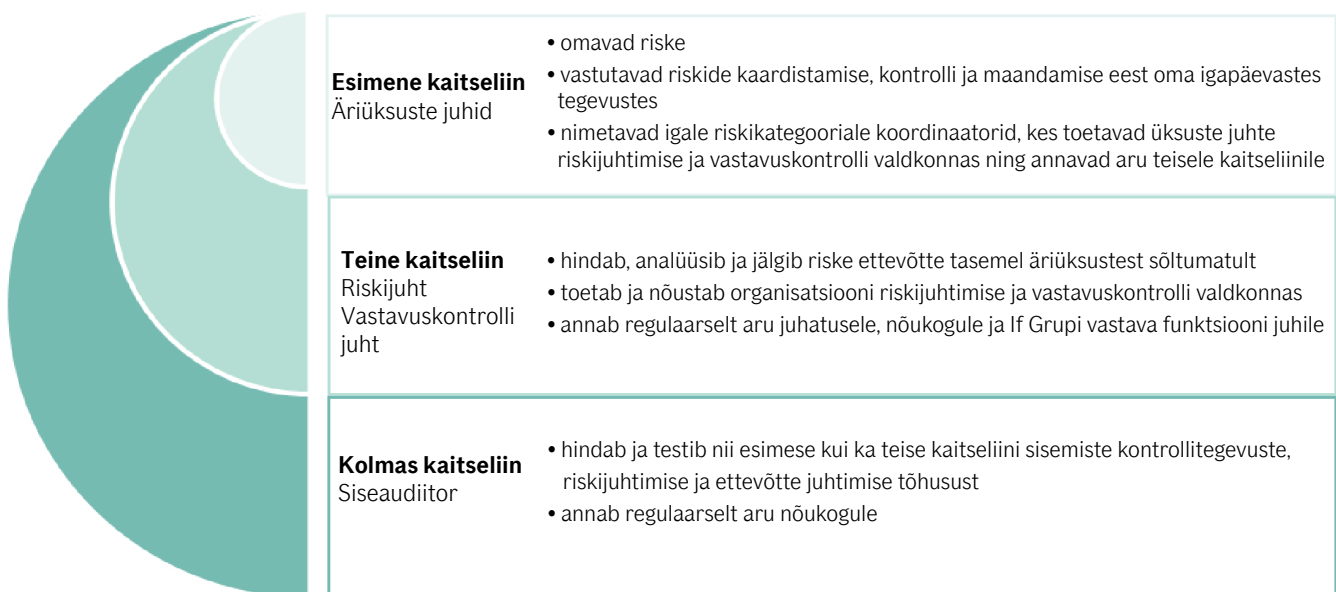 Esimene kaitseliin
Äriüksuste juhid
• omavad riske
• vastutavad riskide kaardistamise, kontrolli ja maandamise eest oma igapäevastes
tegevustes
• nimetavad igale riskikategooriale koordinaatorid, kes toetavad üksuste juhte
riskijuhtimise ja vastavuskontrolli valdkonnas ning annavad aru teisele kaitseliinile
Teine kaitseliin
Riskijuht
Vastavuskontrolli
juht
• hindab, analüüsib ja jälgib riske ettevõtte tasemel äriüksustest sõltumatult
• toetab ja nõustab organisatsiooni riskijuhtimise ja vastavuskontrolli valdkonnas
• annab regulaarselt aru juhatusele, nõukogule ja If Grupi vastava funktsiooni juhile
Kolmas kaitseliin
Siseaudiitor
• hindab ja testib nii esimese kui ka teise kaitseliini sisemiste kontrollitegevuste,
riskijuhtimise ja ettevõtte juhtimise tõhusust
• annab regulaarselt aru nõukogule